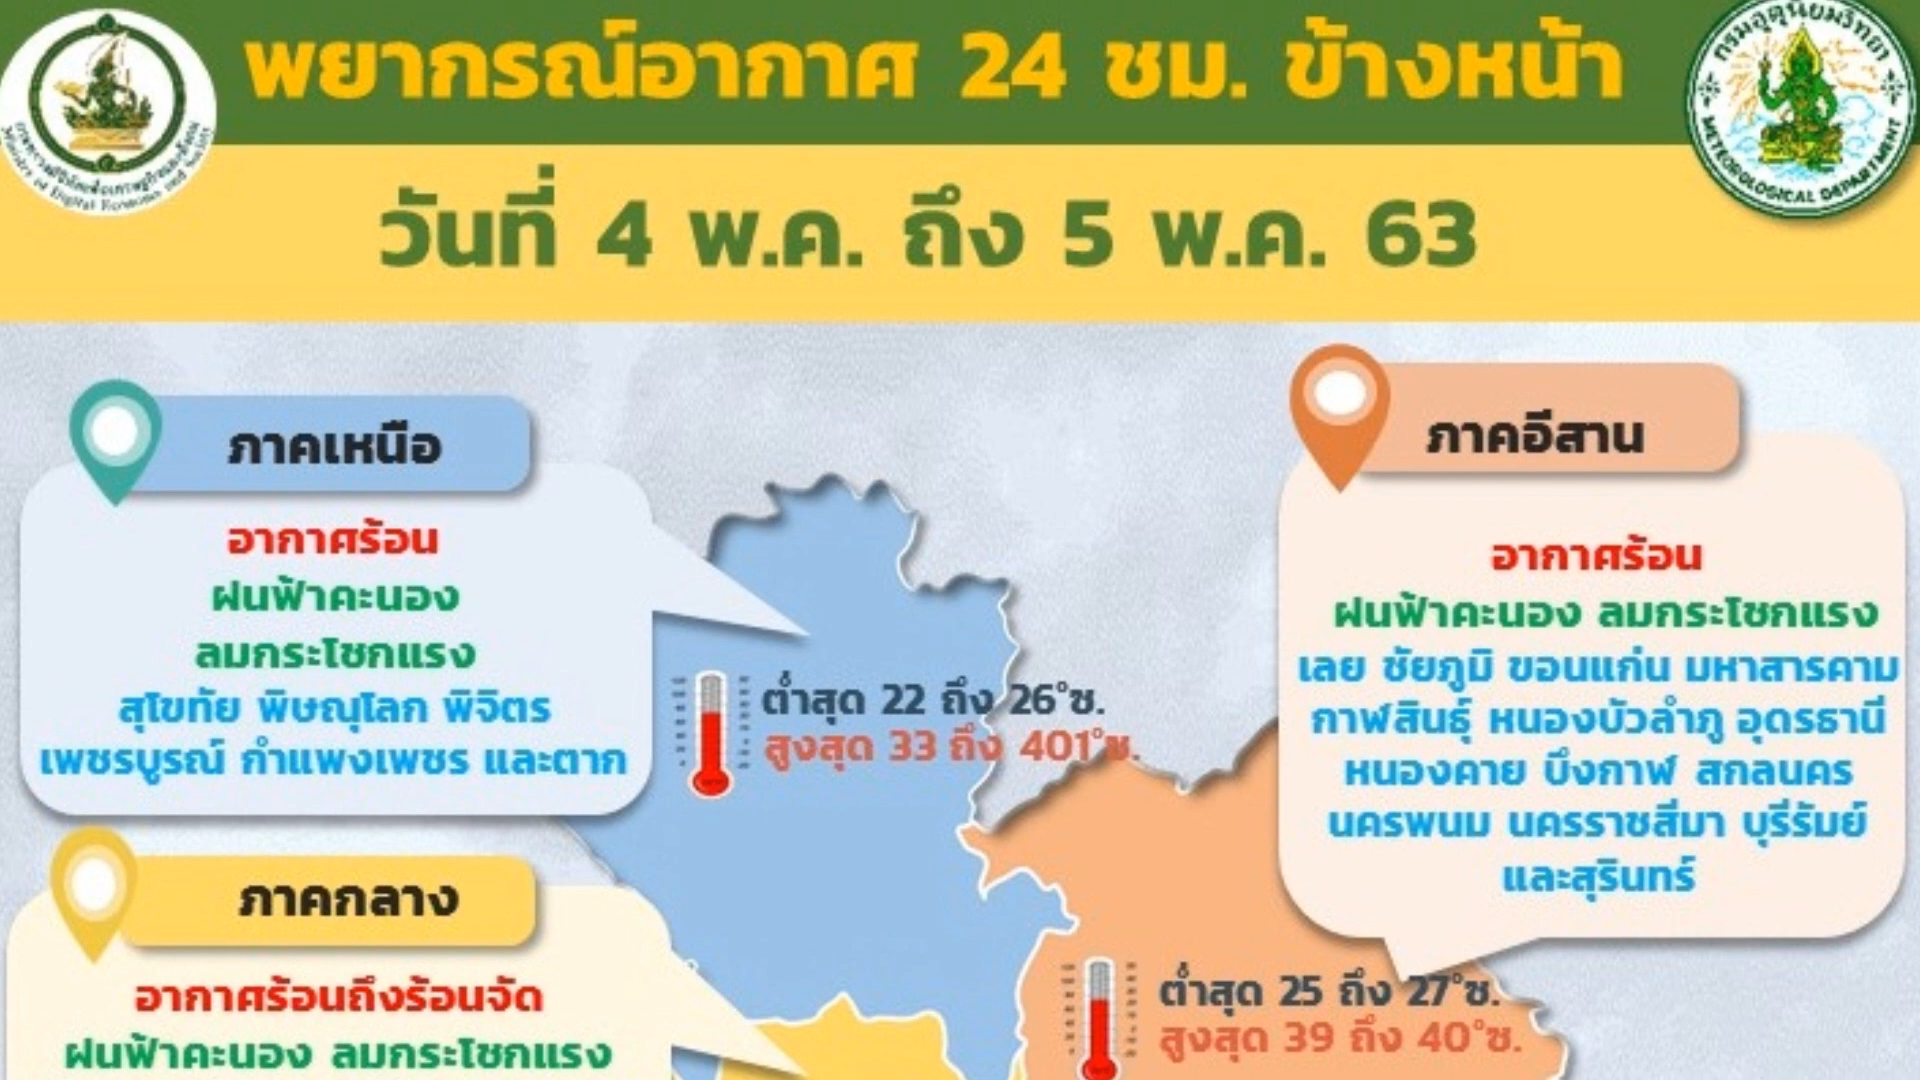 พยากรณ์อากาศ 24 ชม. ข้างหน้า
กรมอุตุนิยมวิทยา
METEOROLOGICAL DEPARTMENT
วันที่ 4 พ.ค. ถึง 5 พ.ค. 63
ภาคเหนือ
อากาศร้อน
ฝนฟ้าคะนอง
ลมกระโชกแรง
สุโขทัย พิษณุโลก พิจิตร
เพชรบูรณ์ กำแพงเพชร และตาก
ต่ำสุด 22 ถึง 26°ซ.
สูงสุด 33 ถึง 401°ซ.
ภาคอีสาน
อากาศร้อน
ฝนฟ้าคะนอง ลมกระโชกแรง
เลย ชัยภูมิ ขอนแก่น มหาสารคาม
กาฬสินธุ์ หนองบัวลำภู อุดรธานี
หนองคาย บึงกาฬ สกลนคร
นครพนม นครราชสีมา บุรีรัมย์
และสุรินทร์
ต่ำสุด 25 ถึง 27°ซ.
สูงสุด 39 ถึง 40°ซ.
ภาคกลาง
อากาศร้อนถึงร้อนจัด
ฝนฟ้าคะนอง ลมกระโชกแรง